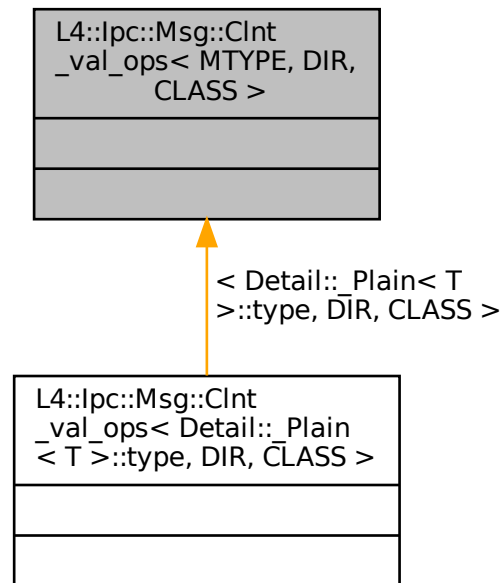 L4::Ipc::Msg::Clnt
_val_ops< MTYPE, DIR,
CLASS >
< Detail::_Plain< T
>::type, DIR, CLASS >
L4::Ipc::Msg::Clnt
_val_ops< Detail::_Plain
< T >::type, DIR, CLASS >